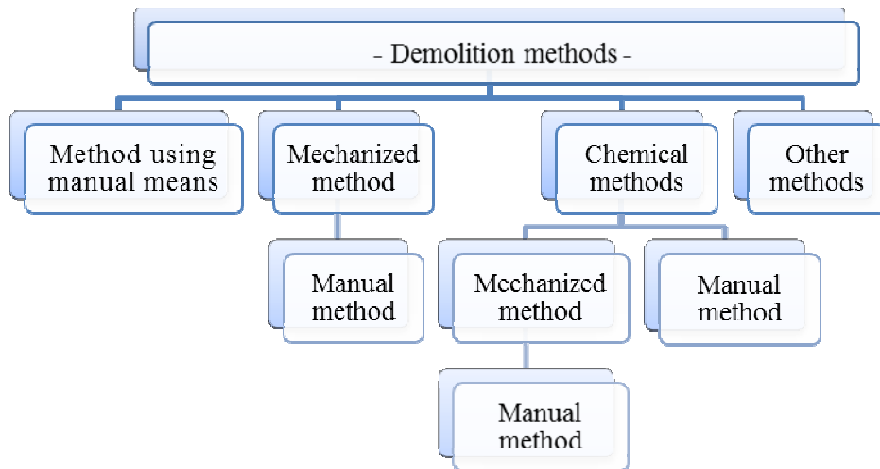 - Demolition methods -
Method using
manual means
Mechanized
method
Chemical
methods
Other
methods
Manual
method
Mechanized
method
Manual
method
Manual
method